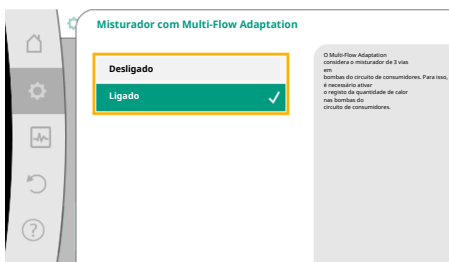 Misturador com Multi-Flow Adaptation
Desligado
Ligado
O Multi-Flow Adaptation
considera o misturador de 3 vias
em
bombas do circuito de consumidores. Para isso,
é necessário ativar
o registo da quantidade de calor
nas bombas do
circuito de consumidores.
?